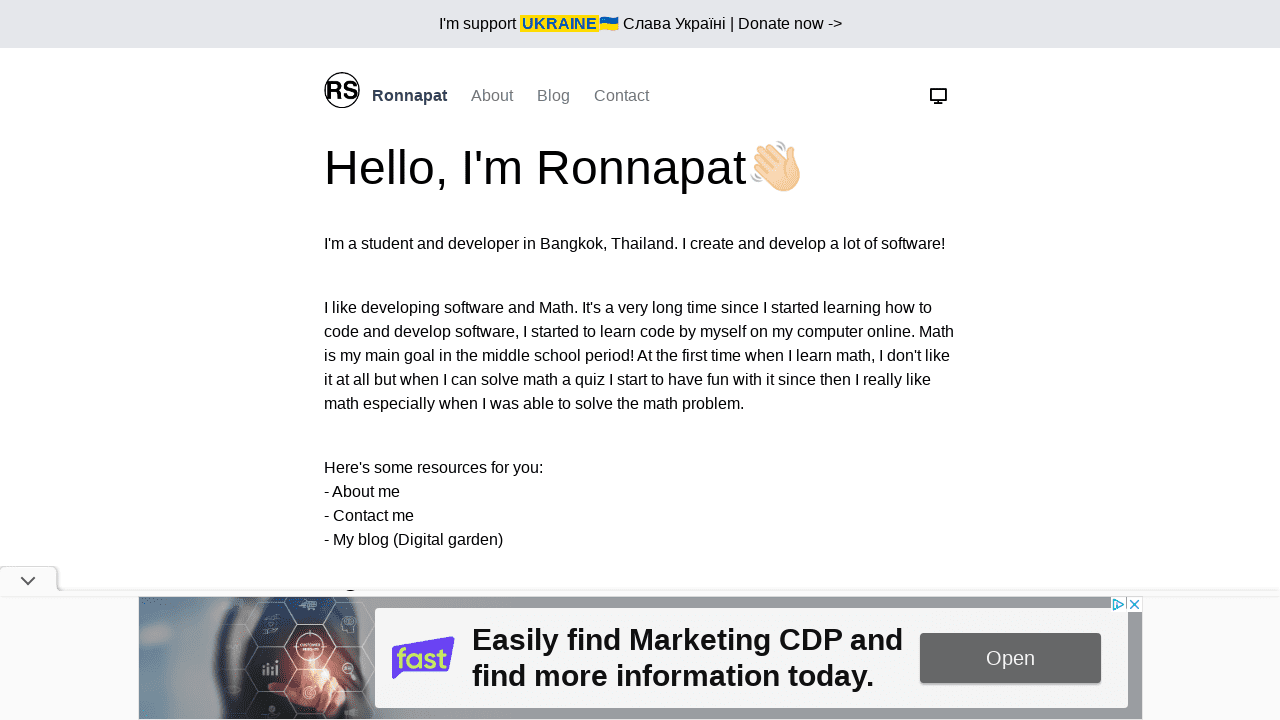 I'm support UKRAINE🇺🇦 Слава Україні | Donate now ->
RS Ronnapat About Blog Contact
Hello, I'm Ronnapat👋🏻
I'm a student and developer in Bangkok, Thailand. I create and develop a lot of software!
I like developing software and Math. It's a very long time since I started learning how to
code and develop software, I started to learn code by myself on my computer online. Math
is my main goal in the middle school period! At the first time when I learn math, I don't like
it at all but when I can solve math a quiz I start to have fun with it since then I really like
math especially when I was able to solve the math problem.
Here's some resources for you:
- About me
- Contact me
- My blog (Digital garden)
fast
Easily find Marketing CDP and
find more information today.
Open